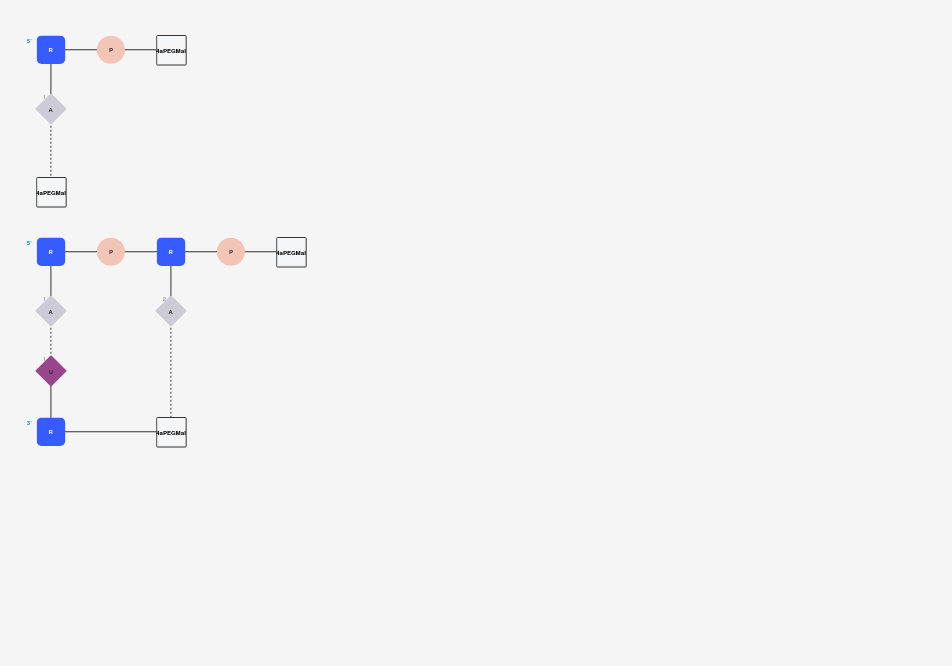 5'
R P 4aPEGMal
1
A
4aPEGMal
5'
R P R P 4aPEGMal
1 2
A A
1
U
3'
R 4aPEGMal